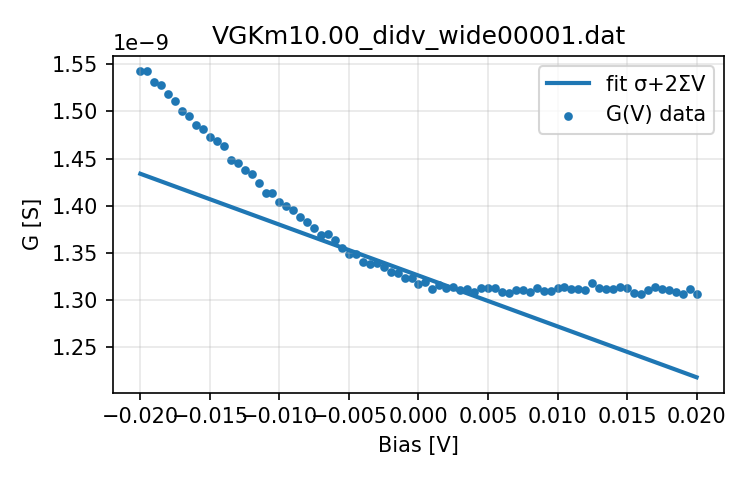 VGKm10.00_didv_wide00001.dat
1e−9
fit σ+2ΣV
G(V) data
1.55
1.50
1.45
1.40
1.35
1.30
1.25
G [S]
−0.020 −0.015 −0.010 −0.005 0.000 0.005 0.010 0.015 0.020
Bias [V]